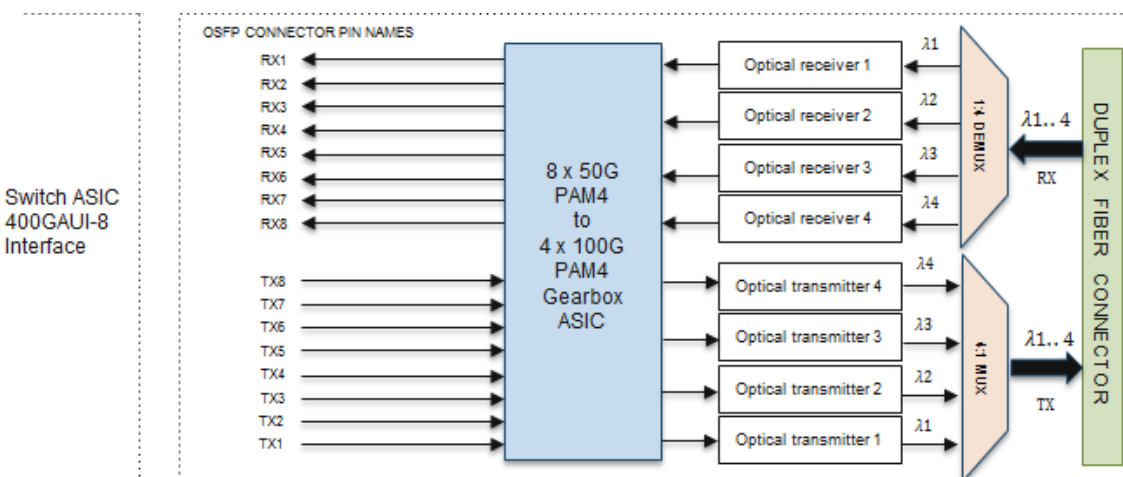 OSFP CONNECTOR PIN NAMES
RX1
RX2
RX3
RX4
RX5
RX6
RX7
RX8
TX8
TX7
TX6
TX5
TX4
TX3
TX2
TX1
Switch ASIC
400GAUI-8
Interface
8 x 50G
PAM4
to
4 x 100G
PAM4
Gearbox
ASIC
Optical receiver 1
Optical receiver 2
Optical receiver 3
Optical receiver 4
Optical transmitter 4
Optical transmitter 3
Optical transmitter 2
Optical transmitter 1
λ1
λ2
λ3
λ4
λ4
λ3
λ2
λ1
1:4 DEMUX
4:1 MUX
λ1.. 4
RX
λ1.. 4
TX
DUPLEX FIBER CONNECTOR